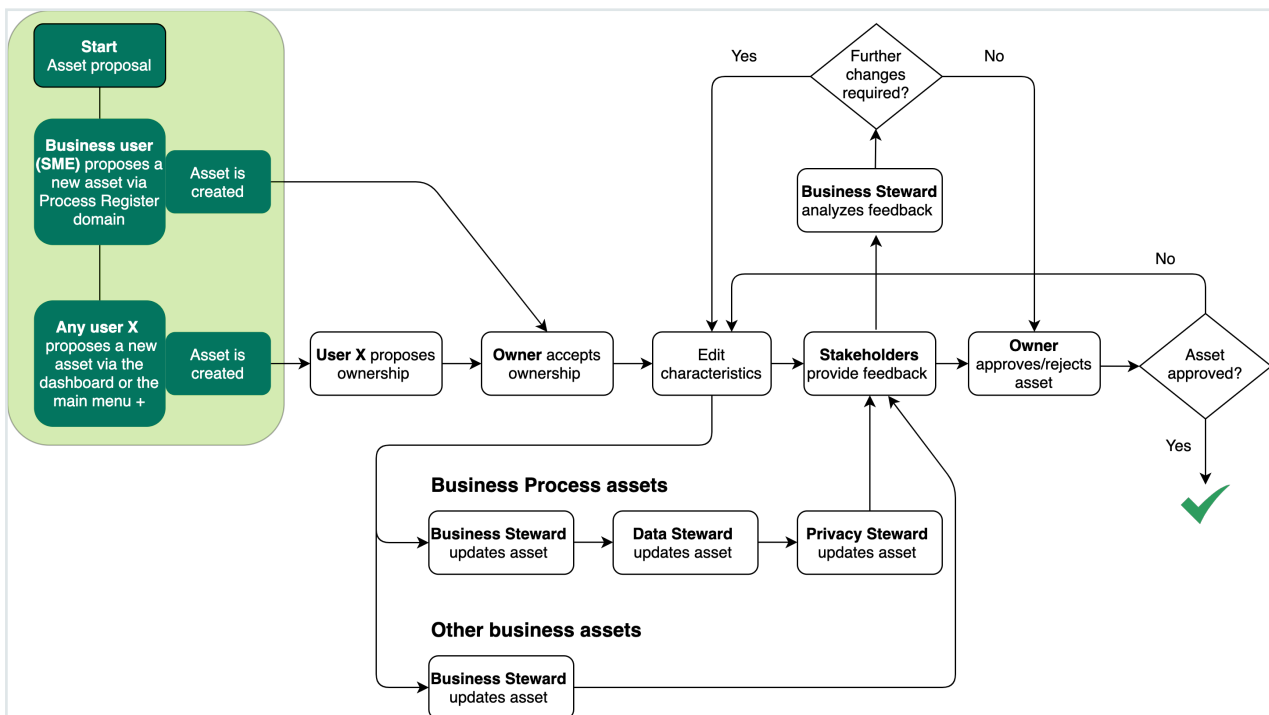 Start
Asset proposal
Business user
(SME) proposes a
new asset via
Process Register
domain
Asset is
created
Any user X
proposes a new
asset via the
dashboard or the
main menu +
Asset is
created
User X proposes
ownership
Owner accepts
ownership
Edit
characteristics
Stakeholders
provide feedback
Business Steward
analyzes feedback
Further
changes
required?
Yes
No
Owner
approves/rejects
asset
Asset
approved?
No
Yes
Business Process assets
Business Steward
updates asset
Data Steward
updates asset
Privacy Steward
updates asset
Other business assets
Business Steward
updates asset